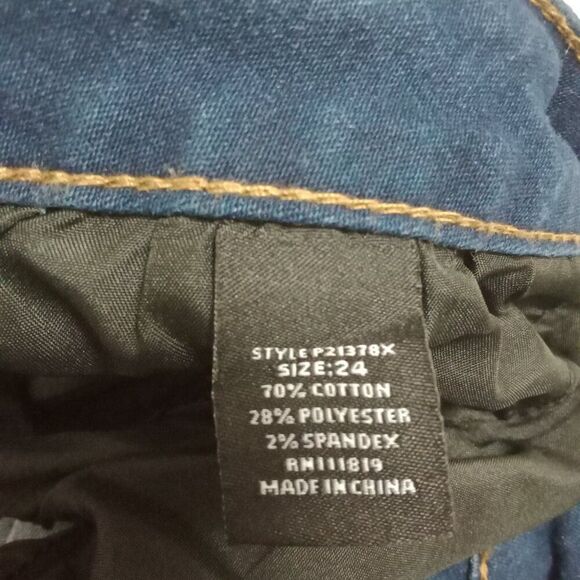 STYLE P21378X
SIZE:24
70% COTTON
28% POLYESTER
2% SPANDEX
RN111819
MADE IN CHINA